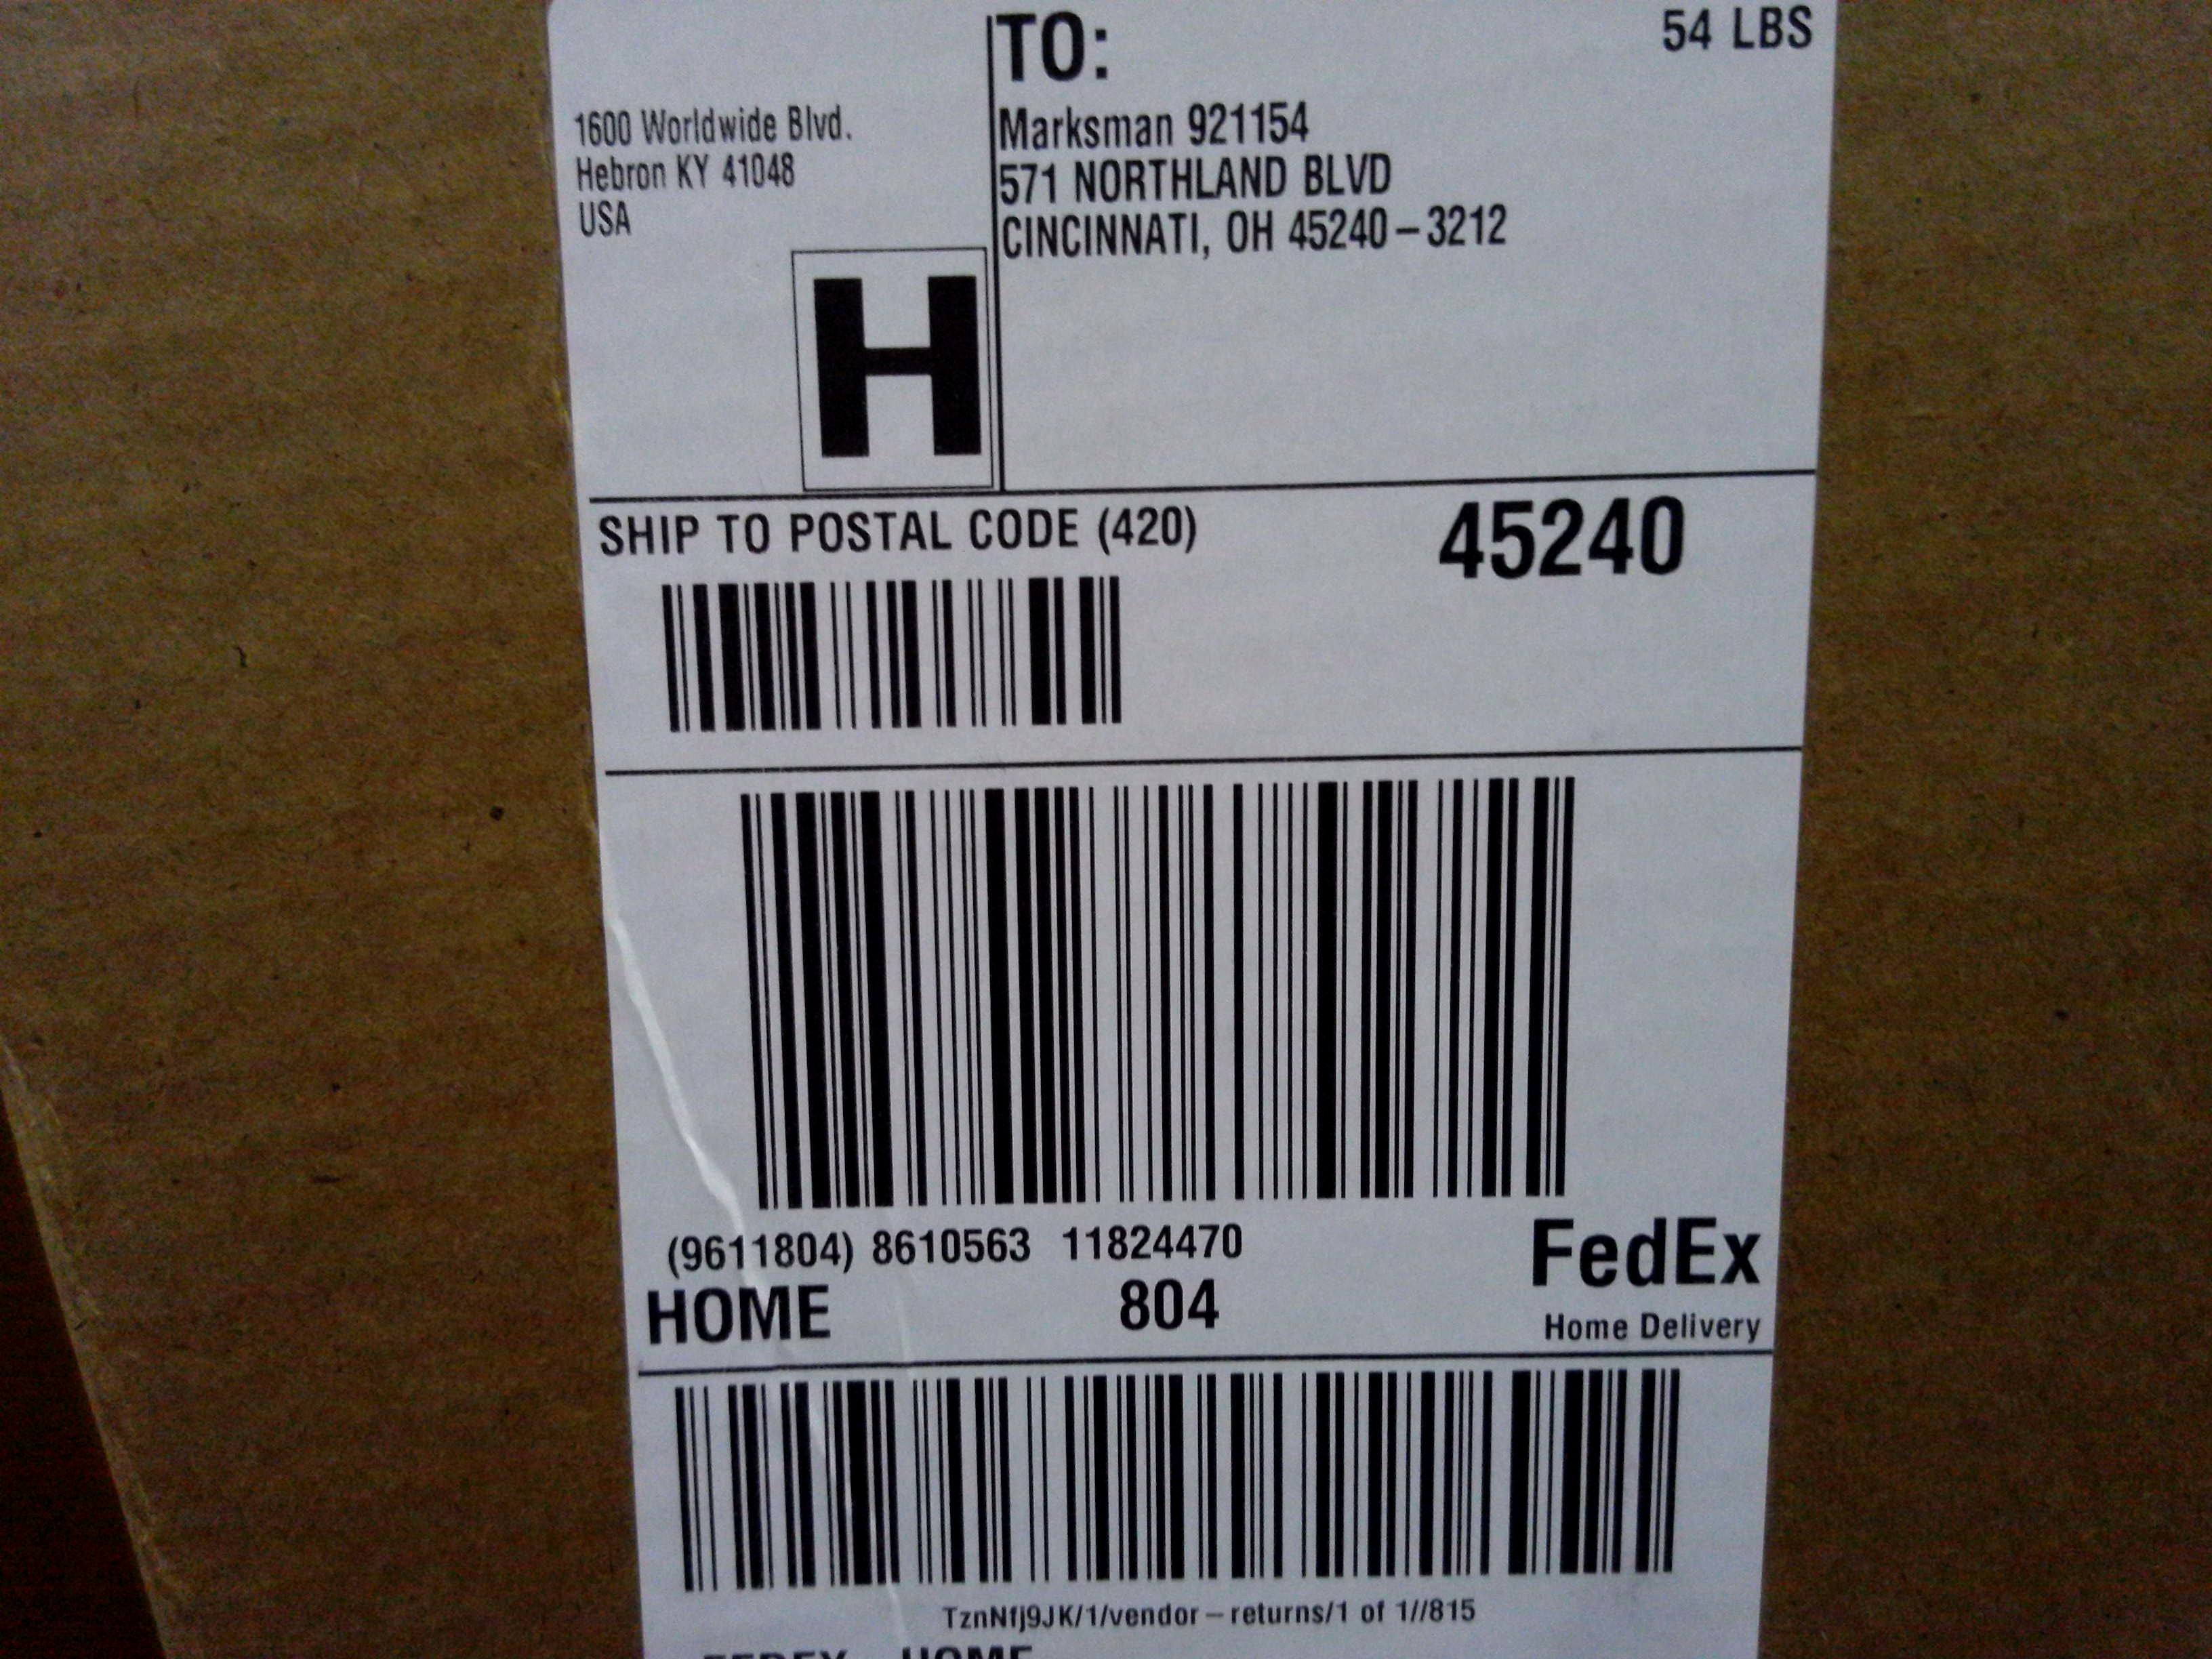 1600 Worldwide Blvd.
Hebron KY 41048
USA
H
TO:
54 LBS
Marksman 921154
571 NORTHLAND BLVD
CINCINNATI, OH 45240-3212
SHIP TO POSTAL CODE (420)
45240
(9611804) 8610563 11824470
HOME
804
FedEx
Home Delivery
TznNfj9JK/1/vendor-returns/1 of 1//815
FEDEX HOME